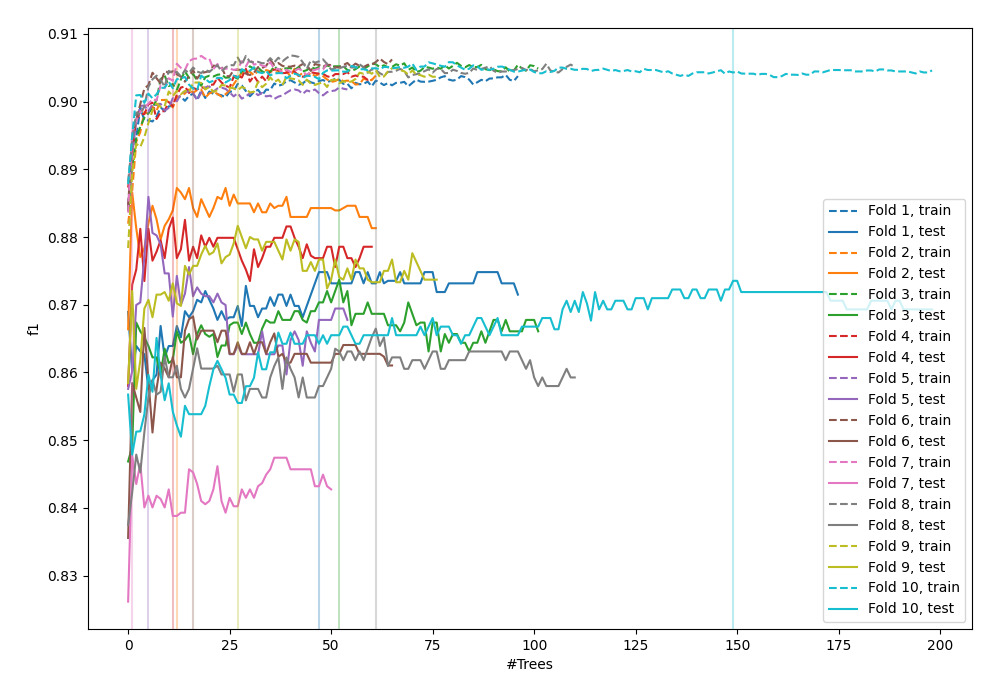 0.91
0.90
0.89
0.88
0.87
0.86
0.85
0.84
0.83
f1
0
25
50
75
100
125
150
175
200
#Trees
Fold 1, train
Fold 1, test
Fold 2, train
Fold 2, test
Fold 3, train
Fold 3, test
Fold 4, train
Fold 4, test
Fold 5, train
Fold 5, test
Fold 6, train
Fold 6, test
Fold 7, train
Fold 7, test
Fold 8, train
Fold 8, test
Fold 9, train
Fold 9, test
Fold 10, train
Fold 10, test